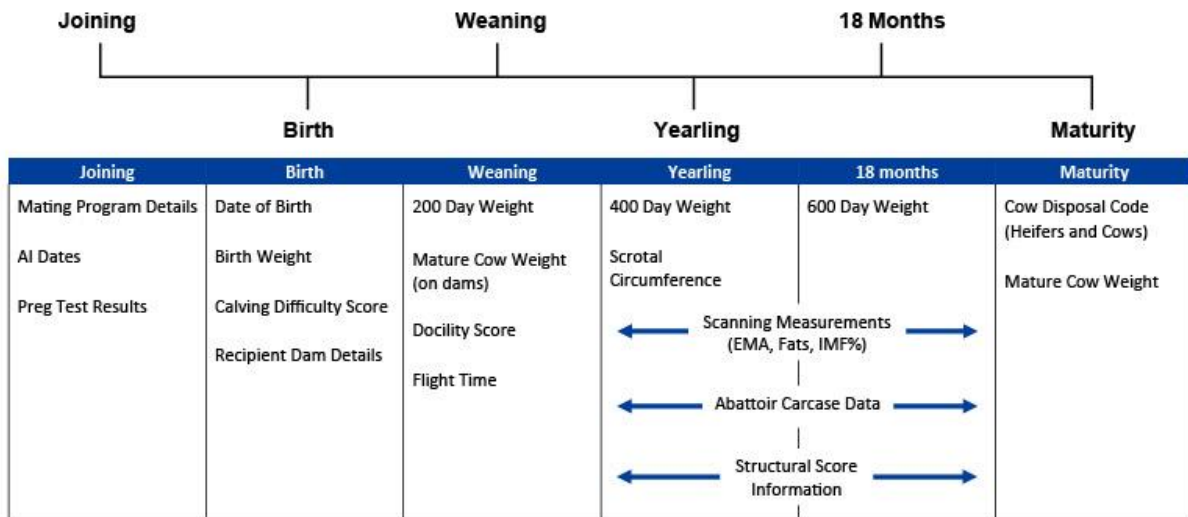 Joining
Weaning
18 Months
Birth
Yearling
Maturity
Joining
Birth
Weaning
Yearling
18 months
Maturity
Mating Program Details
AI Dates
Preg Test Results
Date of Birth
Birth Weight
Calving Difficulty Score
Recipient Dam Details
200 Day Weight
Mature Cow Weight
(on dams)
Docility Score
Flight Time
400 Day Weight
Scrotal
Circumference
600 Day Weight
Scanning Measurements
(EMA, Fats, IMF%)
Abattoir Carcase Data
Structural Score
Information
Cow Disposal Code
(Heifers and Cows)
Mature Cow Weight